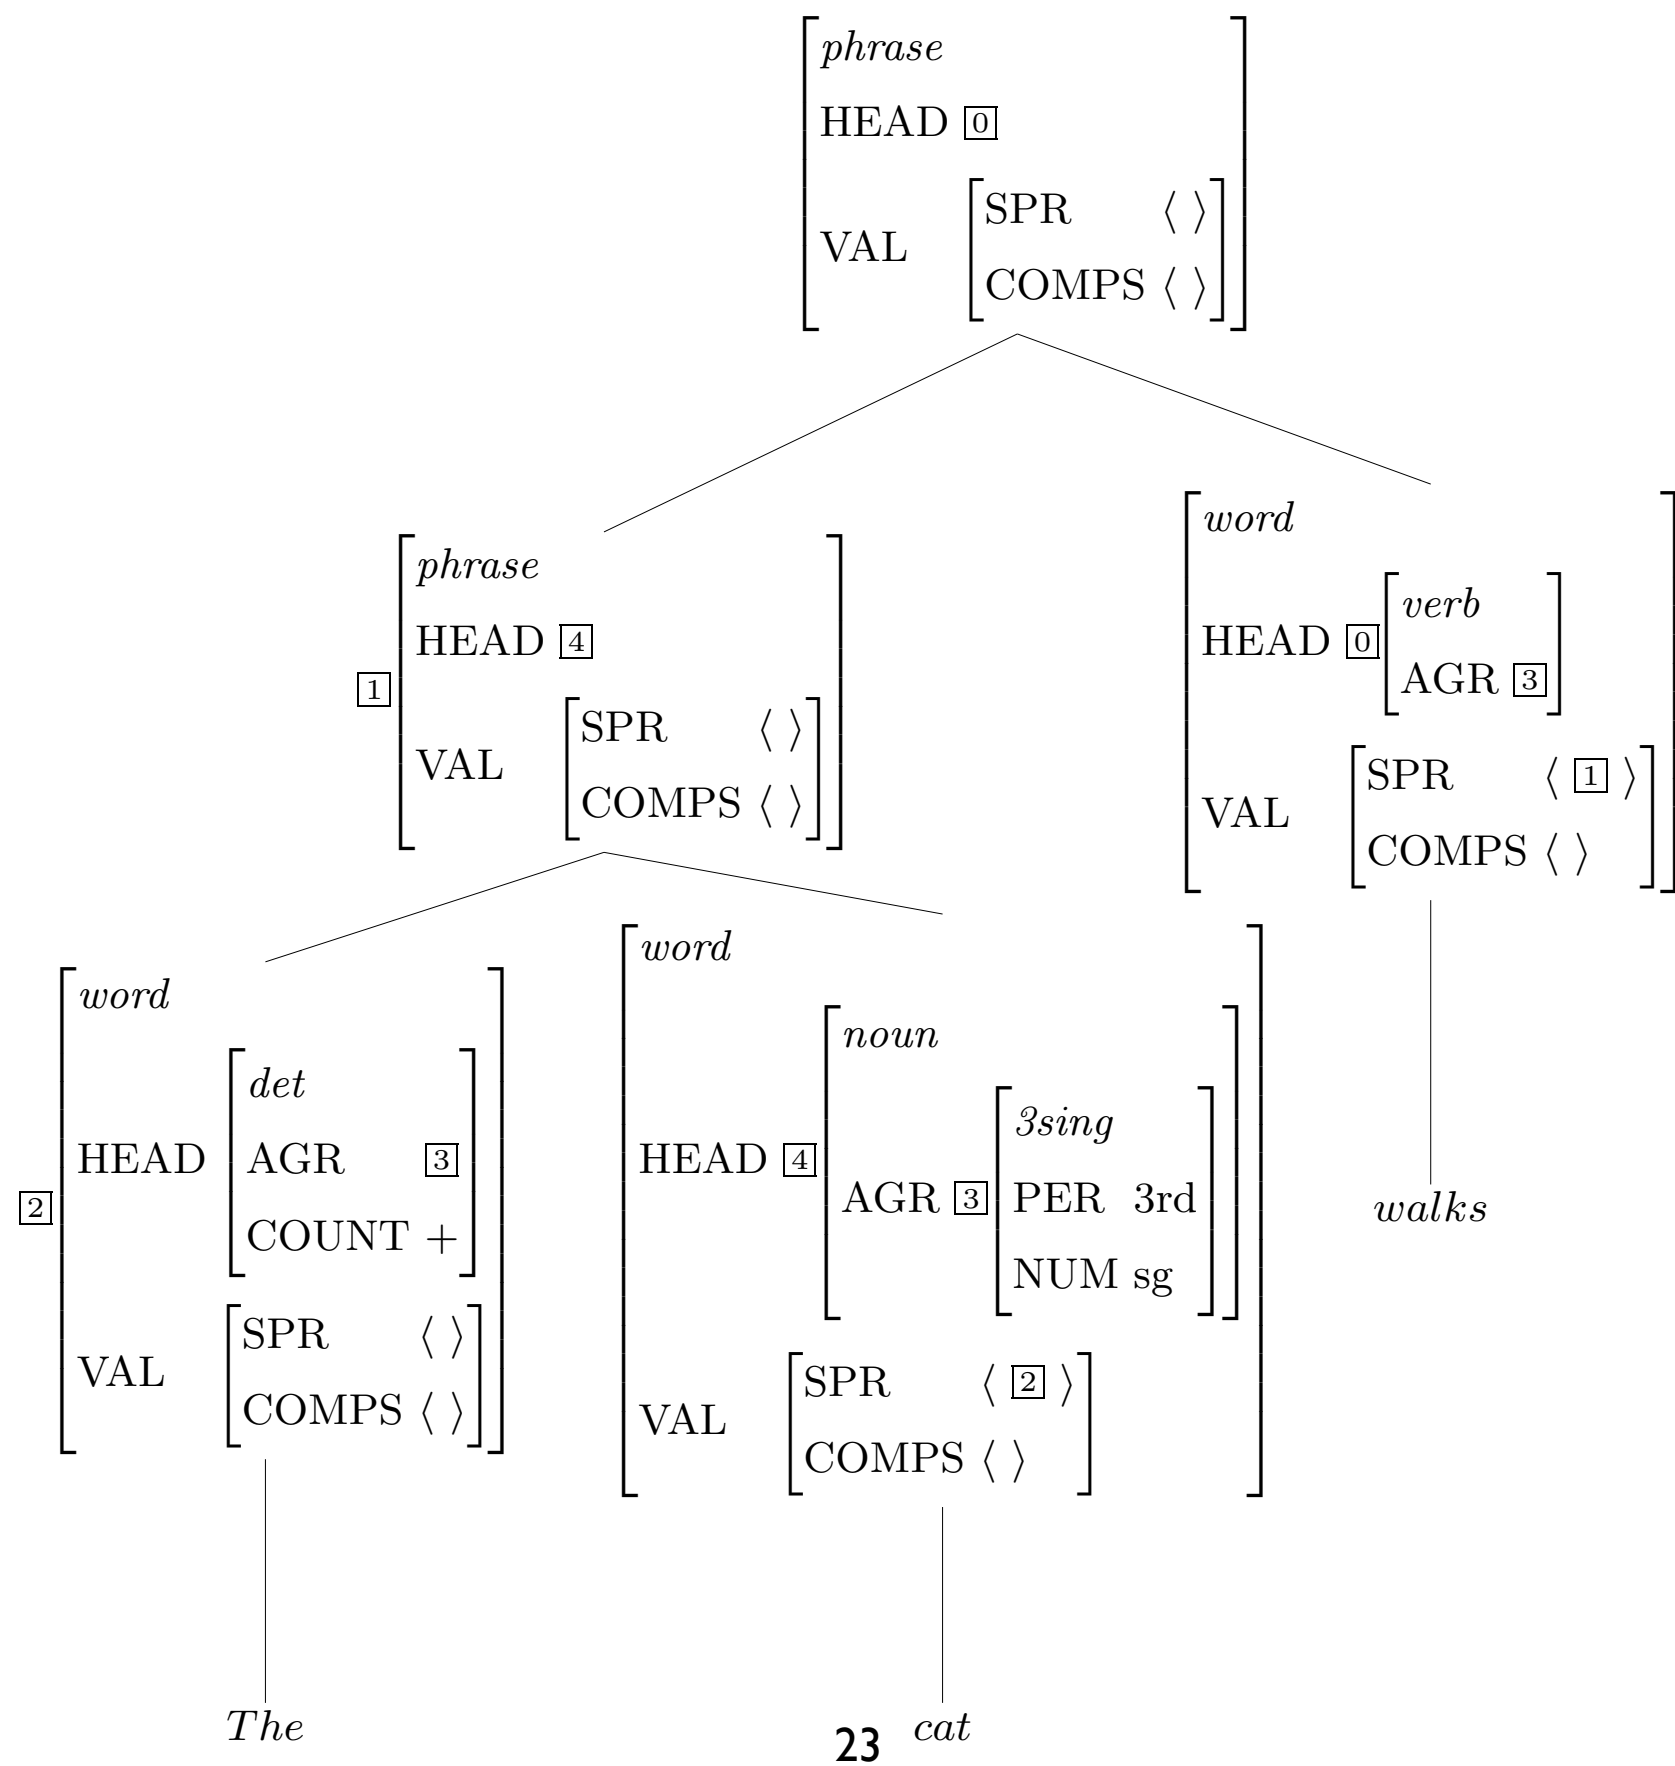 phrase
HEAD 0
VAL
SPR ⟨ ⟩
COMPS ⟨ ⟩
1
phrase
HEAD 4
VAL
SPR ⟨ ⟩
COMPS ⟨ ⟩
word
HEAD 0
verb
AGR 3
VAL
SPR ⟨ 1 ⟩
COMPS ⟨ ⟩
2
word
HEAD
det
AGR 3
COUNT +
VAL
SPR ⟨ ⟩
COMPS ⟨ ⟩
word
HEAD 4
noun
AGR 3
3sing
PER 3rd
NUM sg
VAL
SPR ⟨ 2 ⟩
COMPS ⟨ ⟩
walks
The
cat
23